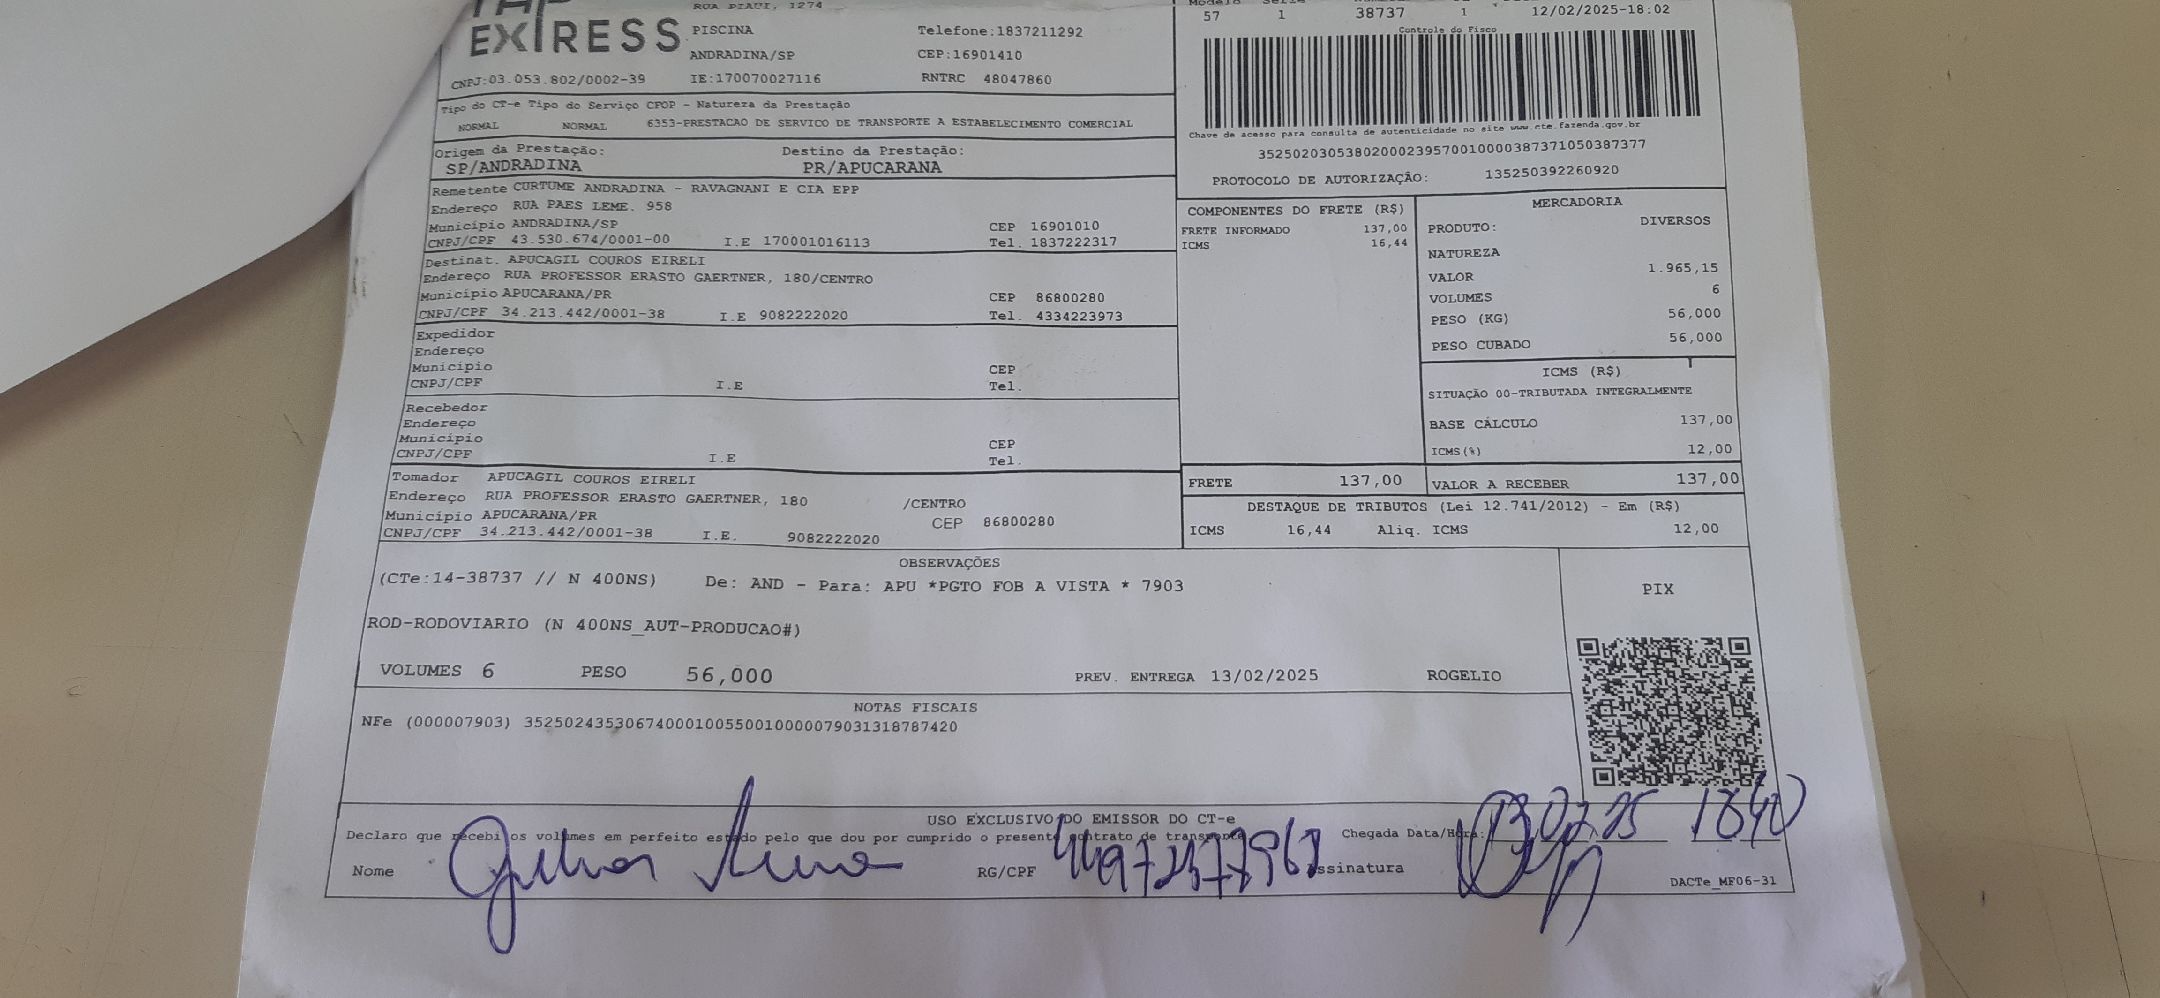 EXPRESS
RUA PIAUI, 1274
PISCINA Telefone:1837211292
ANDRADINA/SP CEP:16901410
CNPJ:03.053.802/0002-39 IE:170070027116 RNTRC 48047860
57 1 38737 1 12/02/2025-18:02
Controle do Fisco
Tipo do CT-e Tipo do Serviço CFOP - Natureza da Prestação
NORMAL NORMAL 6353-PRESTACAO DE SERVICO DE TRANSPORTE A ESTABELECIMENTO COMERCIAL
Chave de acesso para consulta de autenticidade no site www.cte.fazenda.gov.br
35250203053802000239570010000387371050387377
PROTOCOLO DE AUTORIZAÇÃO: 135250392260920
Origem da Prestação: Destino da Prestação:
SP/ANDRADINA PR/APUCARANA
Remetente CURTUME ANDRADINA - RAVAGNANI E CIA EPP
Endereço RUA PAES LEME. 958
Município ANDRADINA/SP CEP 16901010
CNPJ/CPF 43.530.674/0001-00 I.E 170001016113 Tel. 1837222317
Destinat. APUCAGIL COUROS EIRELI
Endereço RUA PROFESSOR ERASTO GAERTNER, 180/CENTRO
Município APUCARANA/PR CEP 86800280
CNPJ/CPF 34.213.442/0001-38 I.E 9082222020 Tel. 4334223973
Expedidor
Endereço
Município CEP
CNPJ/CPF I.E Tel.
Recebedor
Endereço
Município CEP
CNPJ/CPF I.E Tel.
Tomador APUCAGIL COUROS EIRELI
Endereço RUA PROFESSOR ERASTO GAERTNER, 180 /CENTRO
Município APUCARANA/PR CEP 86800280
CNPJ/CPF 34.213.442/0001-38 I.E. 9082222020
COMPONENTES DO FRETE (R$)
FRETE INFORMADO 137,00
ICMS 16,44
MERCADORIA
PRODUTO: DIVERSOS
NATUREZA
VALOR 1.965,15
VOLUMES 6
PESO (KG) 56,000
PESO CUBADO 56,000
ICMS (R$)
SITUAÇÃO 00-TRIBUTADA INTEGRALMENTE
BASE CÁLCULO 137,00
ICMS(%) 12,00
FRETE 137,00 VALOR A RECEBER 137,00
DESTAQUE DE TRIBUTOS (Lei 12.741/2012) - Em (R$)
ICMS 16,44 Aliq. ICMS 12,00
OBSERVAÇÕES
(CTe:14-38737 // N 400NS) De: AND - Para: APU *PGTO FOB A VISTA * 7903
ROD-RODOVIARIO (N 400NS_AUT-PRODUCAO#)
VOLUMES 6 PESO 56,000 PREV. ENTREGA 13/02/2025 ROGELIO
PIX
NOTAS FISCAIS
NFe (000007903) 35250243530674000100550010000079031318787420
USO EXCLUSIVO DO EMISSOR DO CT-e
Declaro que recebi os volumes em perfeito estado pelo que dou por cumprido o presente contrato de transporte Chegada Data/Hora:
Nome RG/CPF Assinatura
DACTe_MF06-31